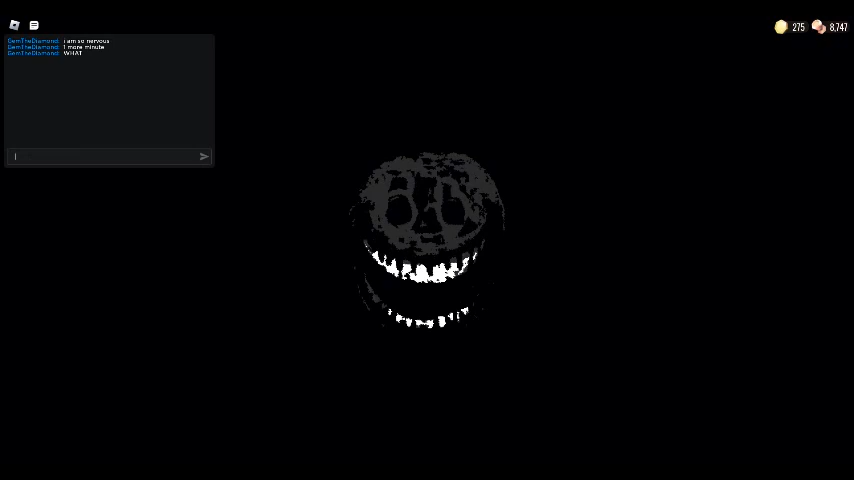 GemTheDiamond: i am so nervous
GemTheDiamond: 1 more minute
GemTheDiamond: WHAT
275
8,747